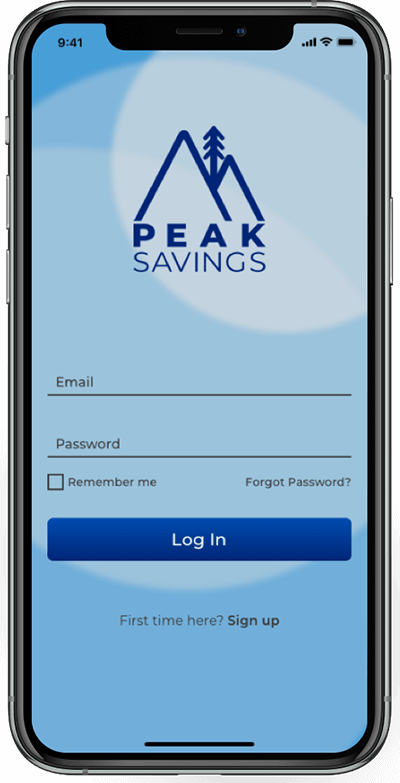 9:41
PEAK
SAVINGS
Email
Password
Remember me
Forgot Password?
Log In
First time here? Sign up